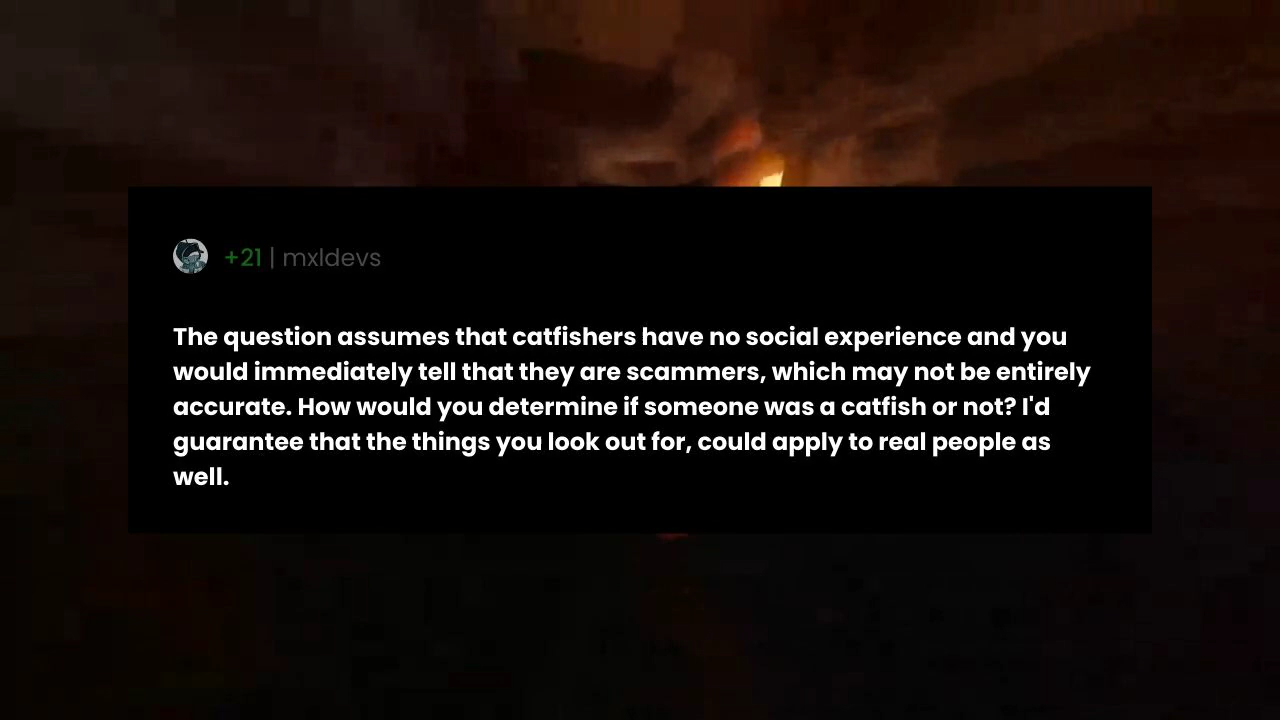 +21 | mxldevs
The question assumes that catfishers have no social experience and you
would immediately tell that they are scammers, which may not be entirely
accurate. How would you determine if someone was a catfish or not? I'd
guarantee that the things you look out for, could apply to real people as
well.